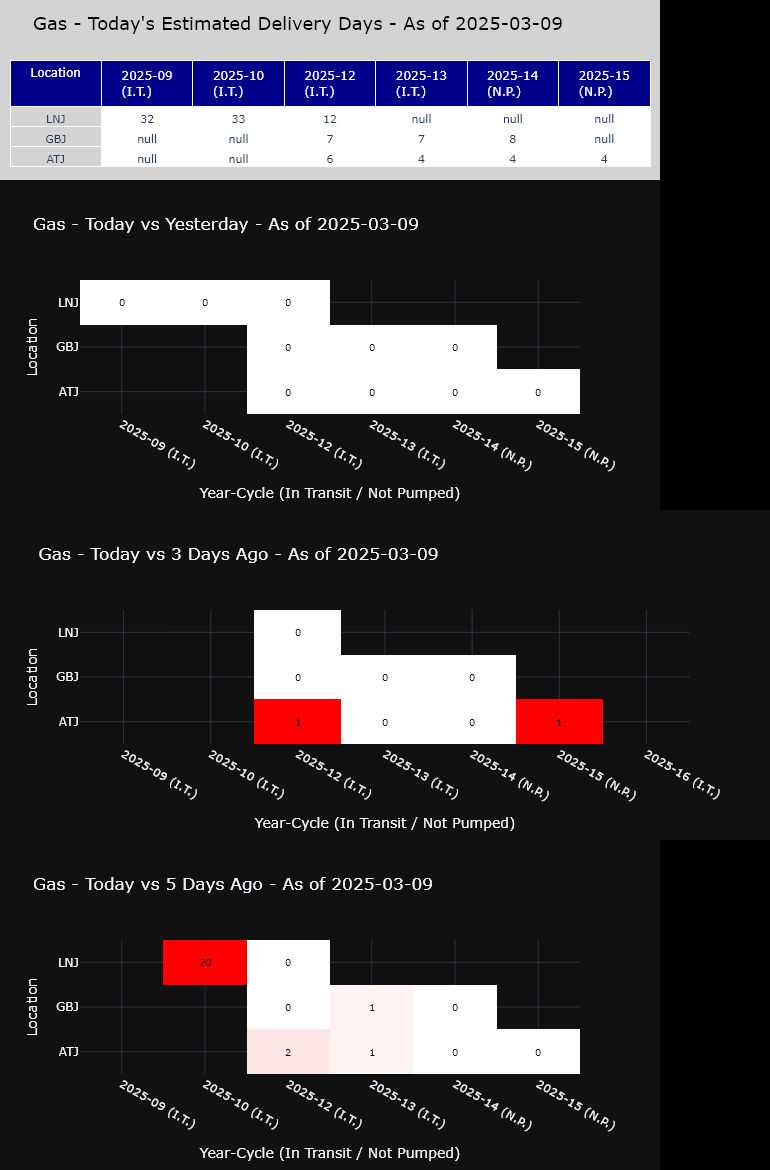 Gas - Today's Estimated Delivery Days - As of 2025-03-09
Location 2025-09 (I.T.) 2025-10 (I.T.) 2025-12 (I.T.) 2025-13 (I.T.) 2025-14 (N.P.) 2025-15 (N.P.)
LNJ 32 33 12 null null null
GBJ null null 7 7 8 null
ATJ null null 6 4 4 4
Gas - Today vs Yesterday - As of 2025-03-09
Location
LNJ 0 0 0
GBJ 0 0 0
ATJ 0 0 0 0
2025-09 (I.T.) 2025-10 (I.T.) 2025-12 (I.T.) 2025-13 (I.T.) 2025-14 (N.P.) 2025-15 (N.P.)
Year-Cycle (In Transit / Not Pumped)
Gas - Today vs 3 Days Ago - As of 2025-03-09
Location
LNJ 0
GBJ 0 0 0
ATJ 1 0 0 1
2025-09 (I.T.) 2025-10 (I.T.) 2025-12 (I.T.) 2025-13 (I.T.) 2025-14 (N.P.) 2025-15 (N.P.) 2025-16 (I.T.)
Year-Cycle (In Transit / Not Pumped)
Gas - Today vs 5 Days Ago - As of 2025-03-09
Location
LNJ 20 0
GBJ 0 1 0
ATJ 2 1 0 0
2025-09 (I.T.) 2025-10 (I.T.) 2025-12 (I.T.) 2025-13 (I.T.) 2025-14 (N.P.) 2025-15 (N.P.)
Year-Cycle (In Transit / Not Pumped)